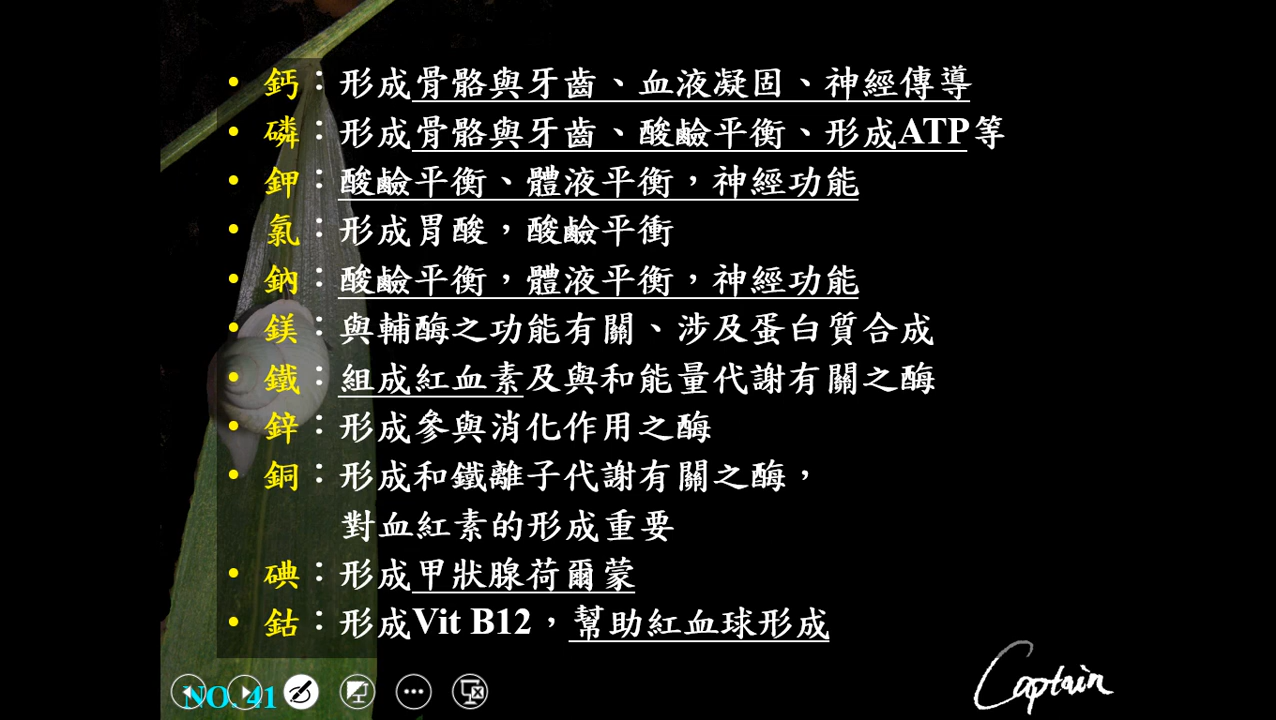 • 鈣：形成骨骼與牙齒、血液凝固、神經傳導
• 磷：形成骨骼與牙齒、酸鹼平衡、形成ATP等
• 鉀：酸鹼平衡、體液平衡，神經功能
• 氯：形成胃酸，酸鹼平衝
• 鈉：酸鹼平衡，體液平衡，神經功能
• 鎂：與輔酶之功能有關、涉及蛋白質合成
• 鐵：組成紅血素及與和能量代謝有關之酶
• 鋅：形成參與消化作用之酶
• 銅：形成和鐵離子代謝有關之酶，
對血紅素的形成重要
• 碘：形成甲狀腺荷爾蒙
• 鈷：形成Vit B12，幫助紅血球形成
NO. 41
Captain